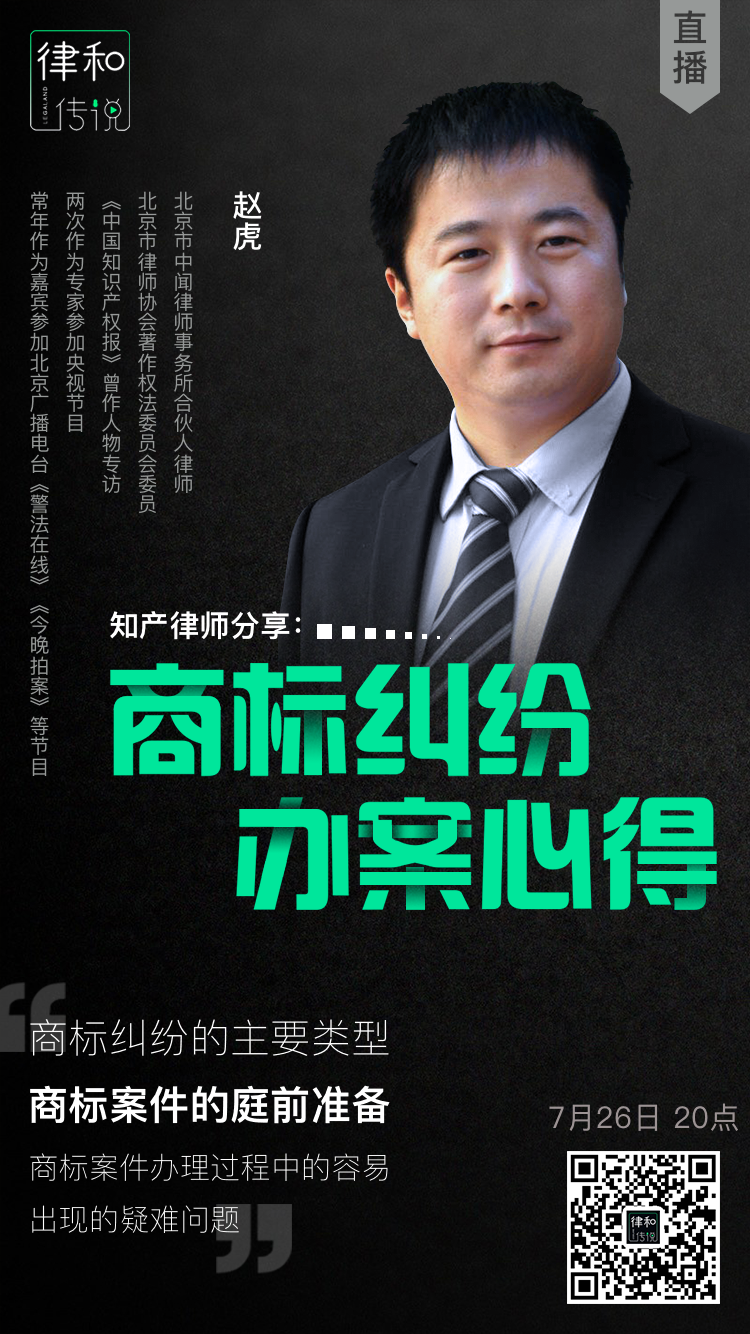 律和
传说
LEGALAND
直播
赵虎
北京市中闻律师事务所合伙人律师
北京市律师协会著作权法委员会委员
《中国知识产权报》曾作人物专访
两次作为专家参加央视节目
常年作为嘉宾参加北京广播电台《警法在线》《今晚拍案》等节目
知产律师分享：
商标纠纷
办案心得
“
商标纠纷的主要类型
商标案件的庭前准备
商标案件办理过程中的容易
出现的疑难问题
”
7月26日 20点
律和
传说